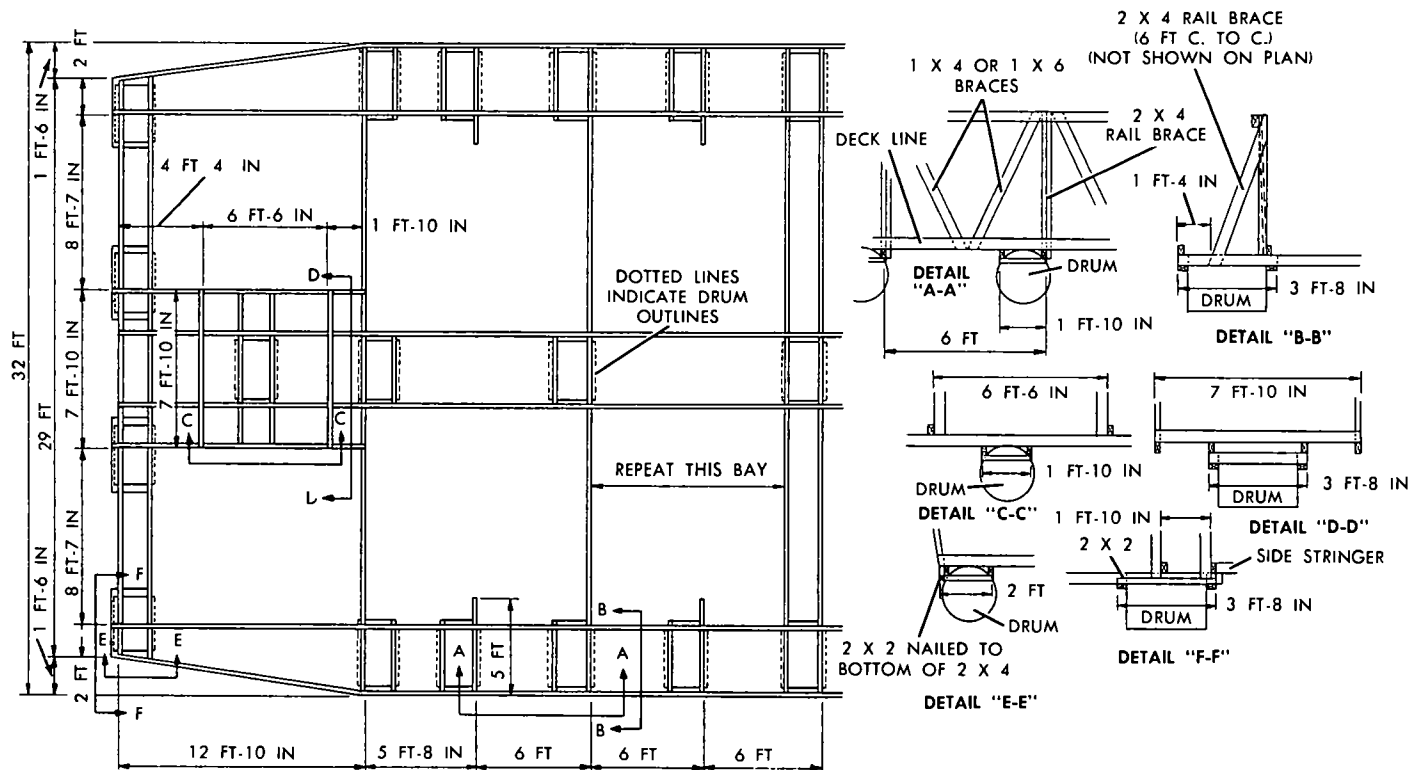 2 FT
1 FT-6 IN
8 FT-7 IN
32 FT
29 FT
7 FT-10 IN
8 FT-7 IN
1 FT-6 IN
2 FT
4 FT 4 IN
6 FT-6 IN
1 FT-10 IN
7 FT-10 IN
D
D
C
C
DOTTED LINES
INDICATE DRUM
OUTLINES
REPEAT THIS BAY
F
E
E
F
A
A
5 FT
B
B
12 FT-10 IN
5 FT-8 IN
6 FT
6 FT
6 FT
1 X 4 OR 1 X 6
BRACES
DECK LINE
2 X 4
RAIL BRACE
DETAIL
"A-A"
DRUM
1 FT-10 IN
6 FT
2 X 4 RAIL BRACE
(6 FT C. TO C.)
(NOT SHOWN ON PLAN)
1 FT-4 IN
DRUM
3 FT-8 IN
DETAIL "B-B"
6 FT-6 IN
1 FT-10 IN
DRUM
DETAIL "C-C"
7 FT-10 IN
3 FT-8 IN
DRUM
DETAIL "D-D"
2 FT
DRUM
2 X 2 NAILED TO
BOTTOM OF 2 X 4
DETAIL "E-E"
1 FT-10 IN
2 X 2
SIDE STRINGER
DRUM
3 FT-8 IN
DETAIL "F-F"